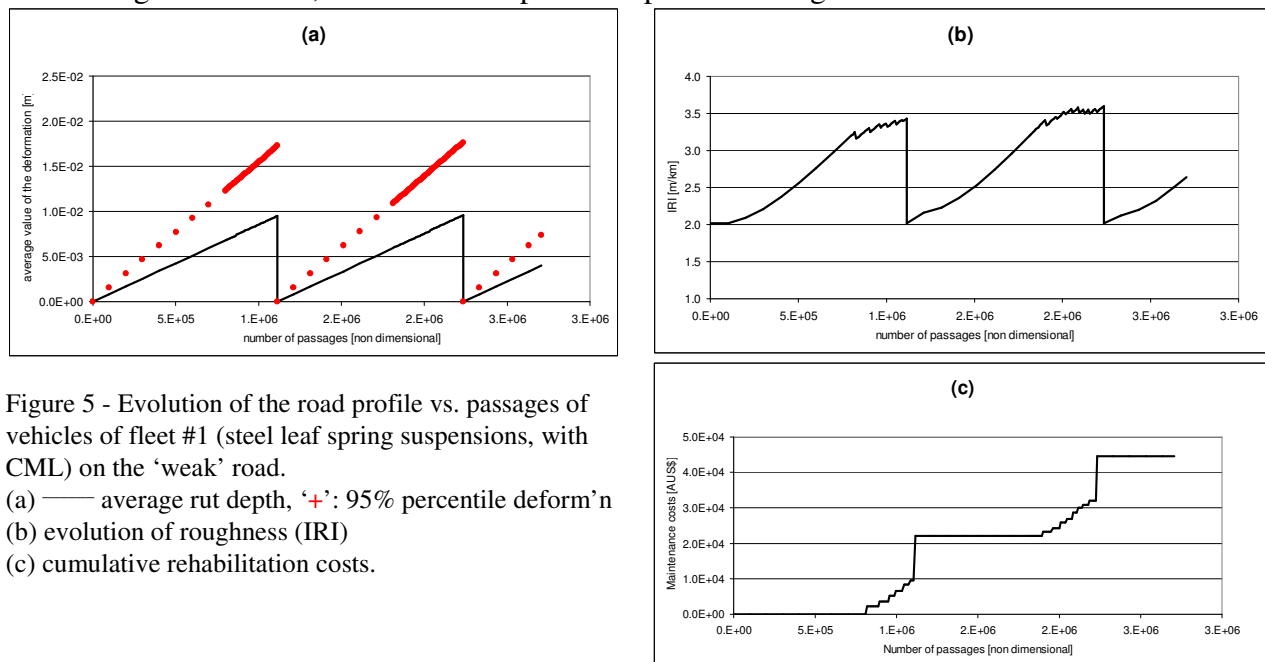 (a)
average value of the deformation [m]
2.5E-02
2.0E-02
1.5E-02
1.0E-02
5.0E-03
0.0E+00
0.E+00 5.E+05 1.E+06 2.E+06 2.E+06 3.E+06 3.E+06
number of passages [non dimensional]
(b)
IRI [m/km]
4.0
3.5
3.0
2.5
2.0
1.5
1.0
0.E+00 5.E+05 1.E+06 2.E+06 2.E+06 3.E+06 3.E+06
number of passages [non dimensional]
Figure 5 - Evolution of the road profile vs. passages of
vehicles of fleet #1 (steel leaf spring suspensions, with
CML) on the ‘weak’ road.
(a) —— average rut depth, ‘+’: 95% percentile deform’n
(b) evolution of roughness (IRI)
(c) cumulative rehabilitation costs.
(c)
Maintenance costs [AUS$]
5.0E+04
4.0E+04
3.0E+04
2.0E+04
1.0E+04
0.0E+00
0.E+00 5.E+05 1.E+06 2.E+06 2.E+06 3.E+06 3.E+06
Number of passages [non dimensional]